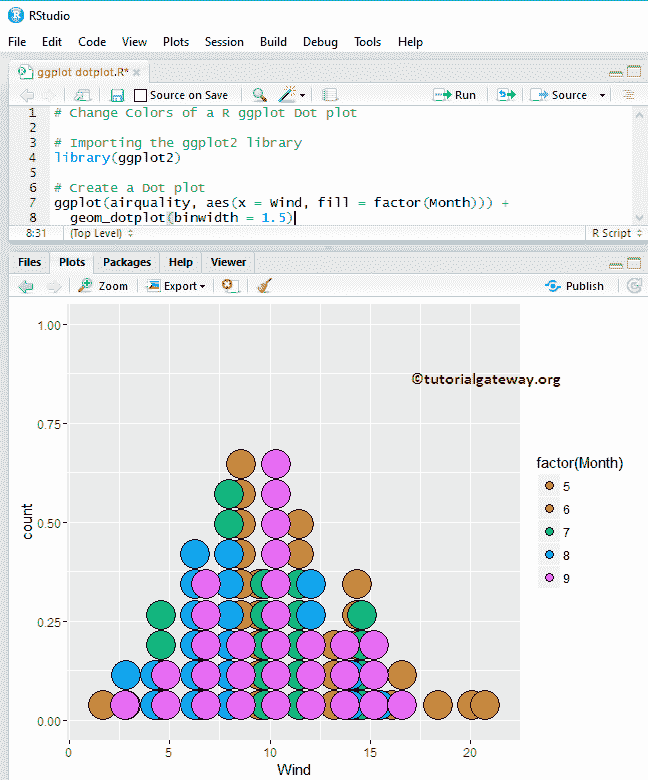 RStudio
File Edit Code View Plots Session Build Debug Tools Help
ggplot dotplot.R*
Source on Save Run Source
1 # Change Colors of a R ggplot Dot plot
2
3 # Importing the ggplot2 library
4 library(ggplot2)
5
6 # Create a Dot plot
7 ggplot(airquality, aes(x = Wind, fill = factor(Month))) +
8 geom_dotplot(binwidth = 1.5)
8:31 (Top Level) R Script
Files Plots Packages Help Viewer
Zoom Export Publish
1.00
©tutorialgateway.org
0.75
factor(Month)
5
6
7
8
9
count
0.50
0.25
0.00
0 5 10 15 20
Wind